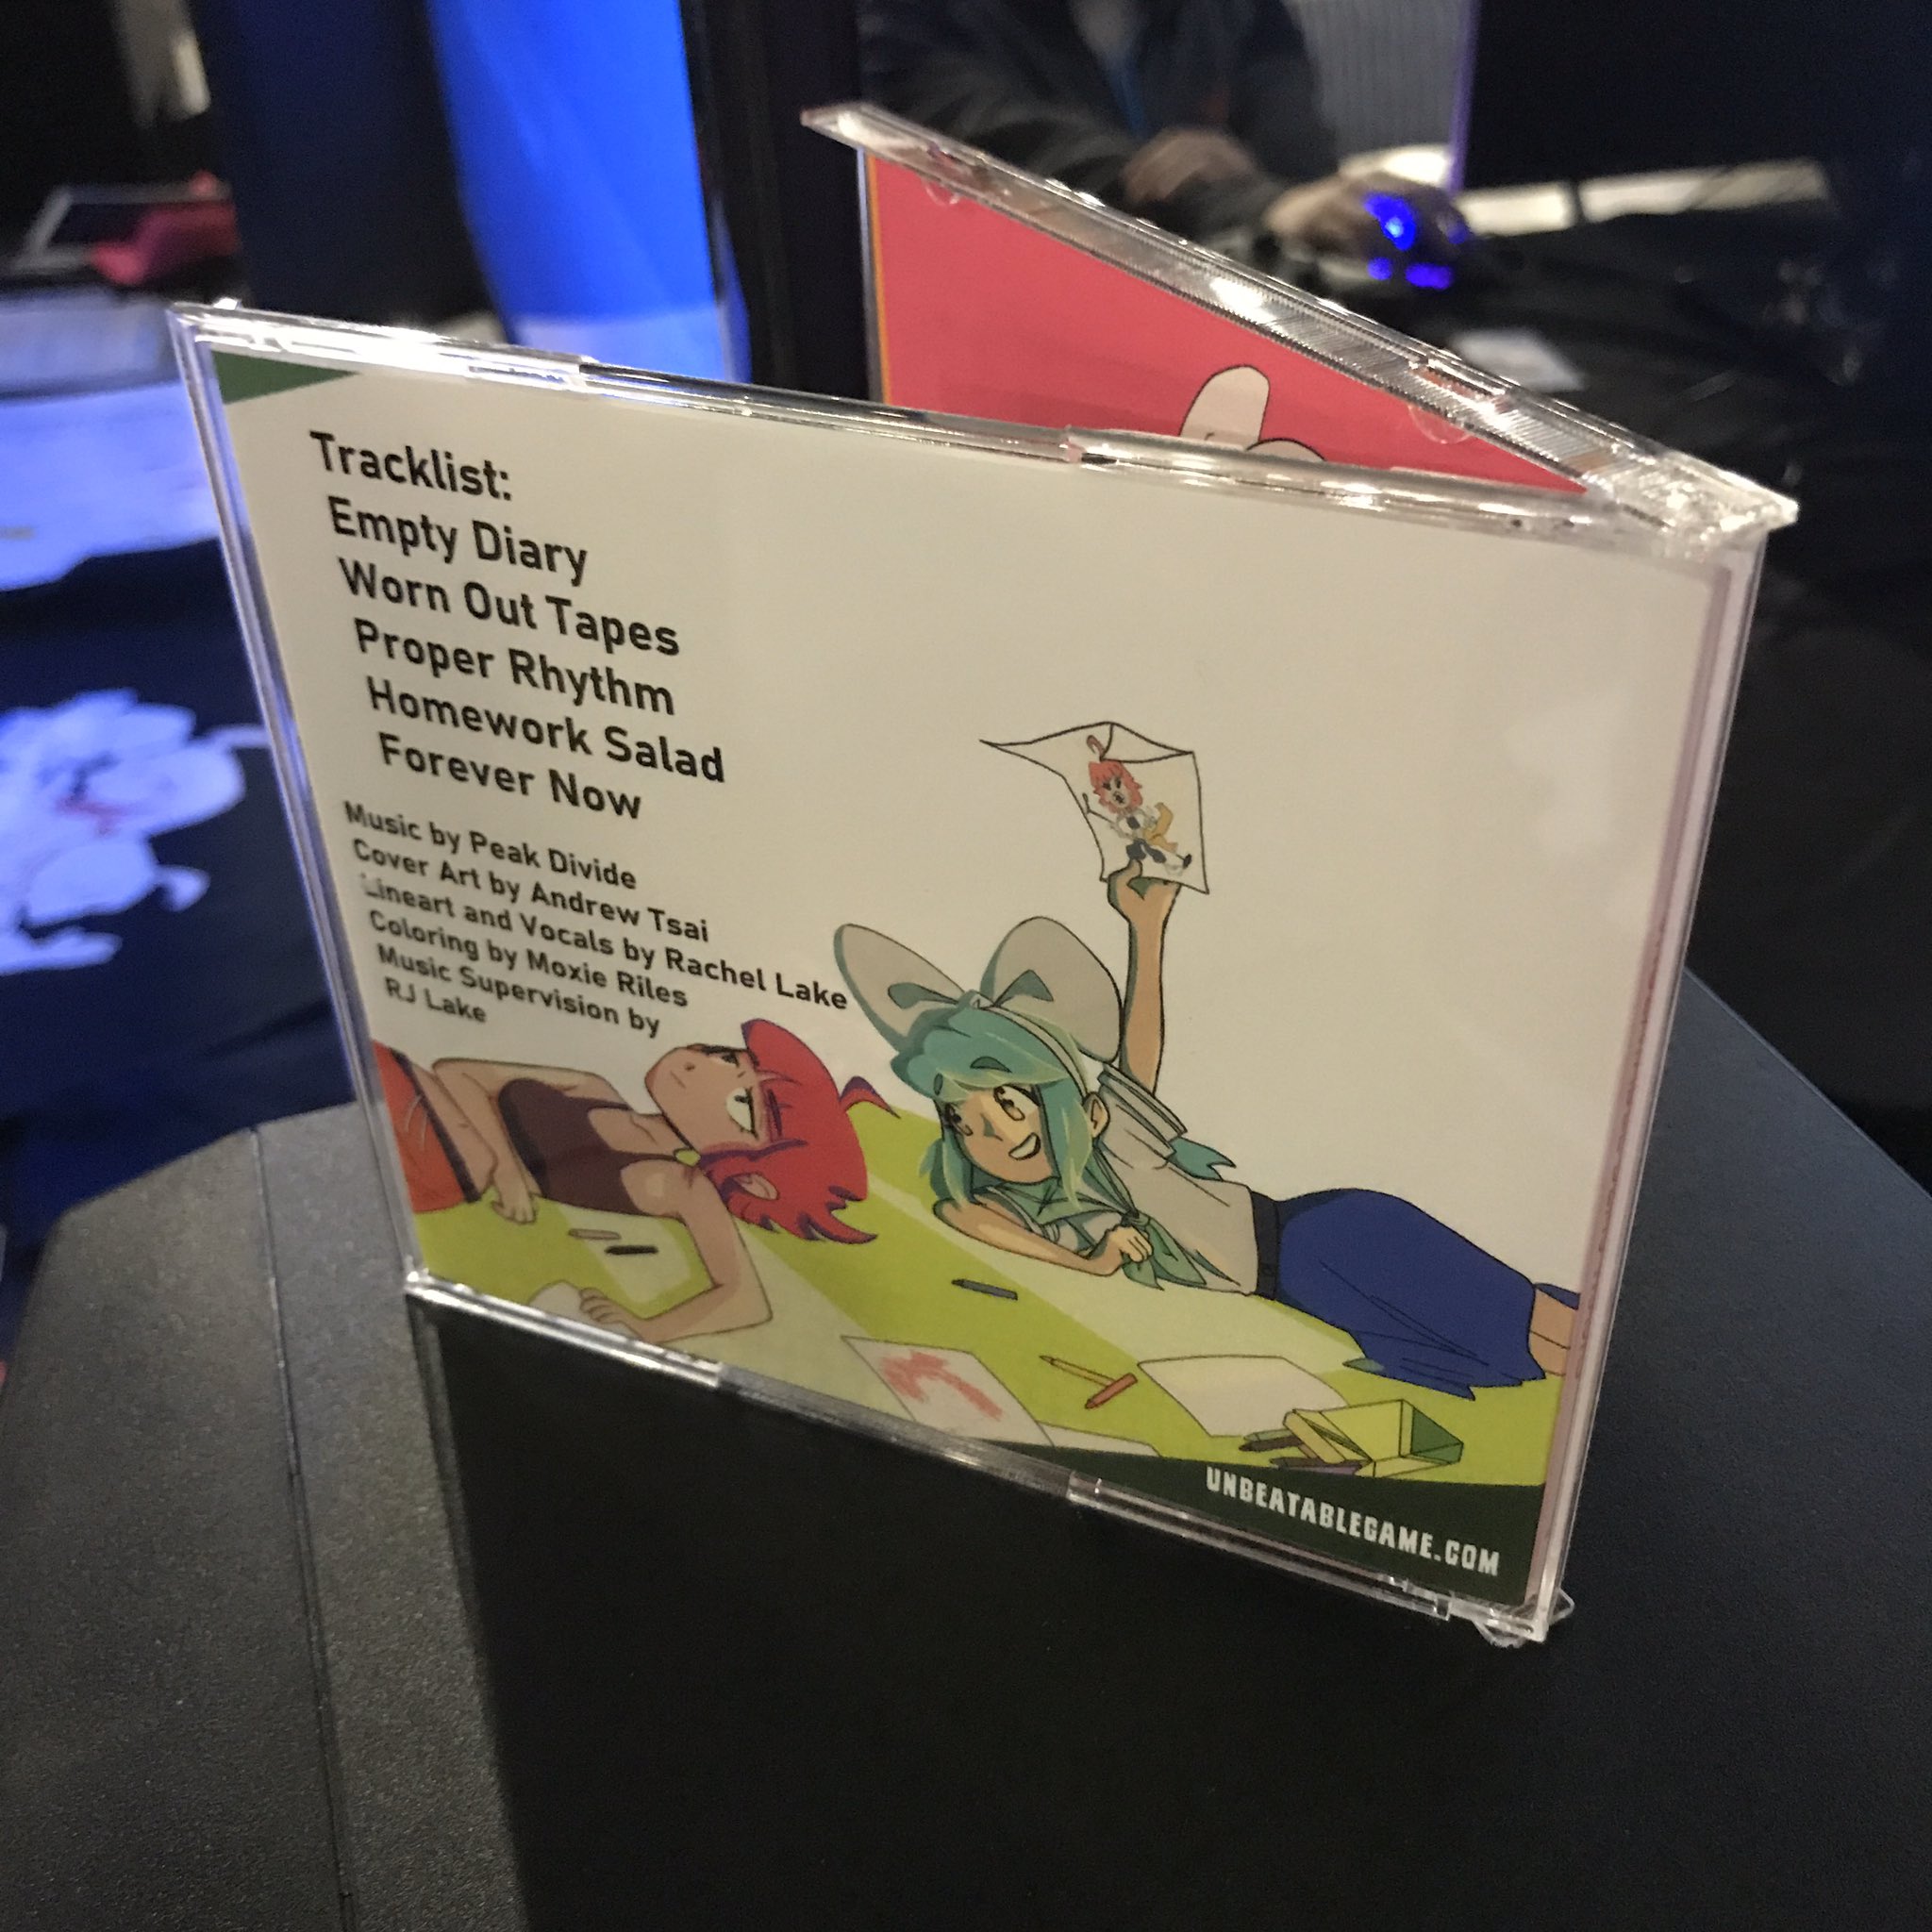 Tracklist:
Empty Diary
Worn Out Tapes
Proper Rhythm
Homework Salad
Forever Now
Music by Peak Divide
Cover Art by Andrew Tsai
Lineart and Vocals by Rachel Lake
Coloring by Moxie Riles
Music Supervision by
RJ Lake
UNBEATABLEGAME.COM